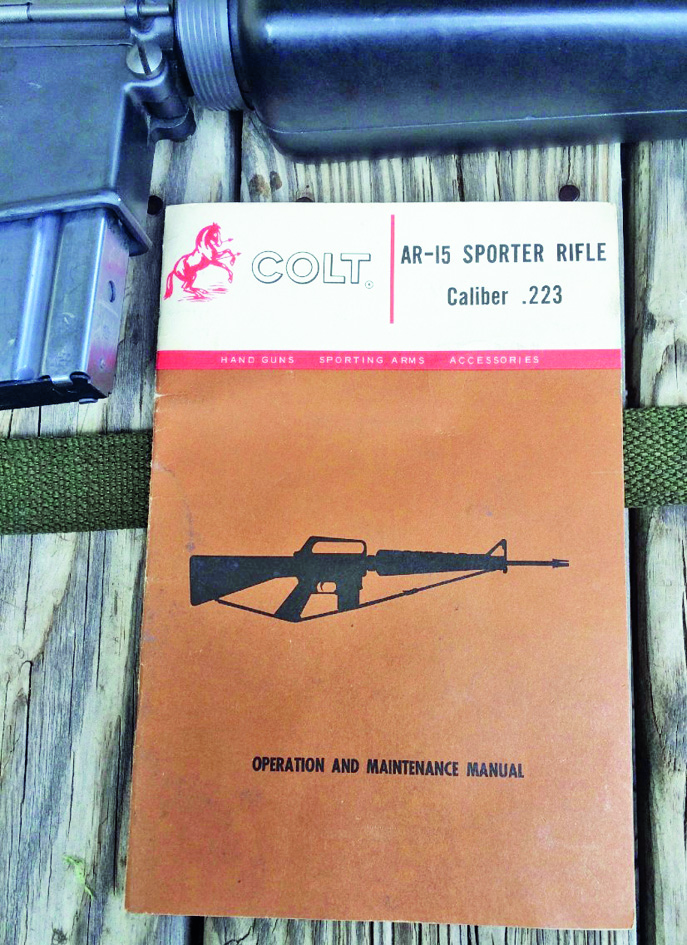 COLT®
AR-15 SPORTER RIFLE
Caliber .223
HAND GUNS SPORTING ARMS ACCESSORIES
OPERATION AND MAINTENANCE MANUAL